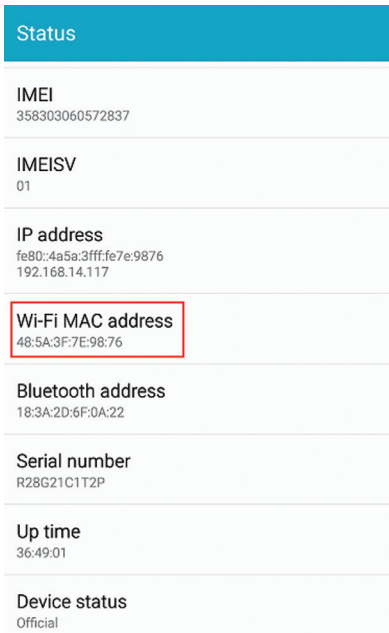 Status
IMEI
358303060572837
IMEISV
01
IP address
fe80::4a5a:3fff:fe7e:9876
192.168.14.117
Wi-Fi MAC address
48:5A:3F:7E:98:76
Bluetooth address
18:3A:2D:6F:0A:22
Serial number
R28G21C1T2P
Up time
36:49:01
Device status
Official